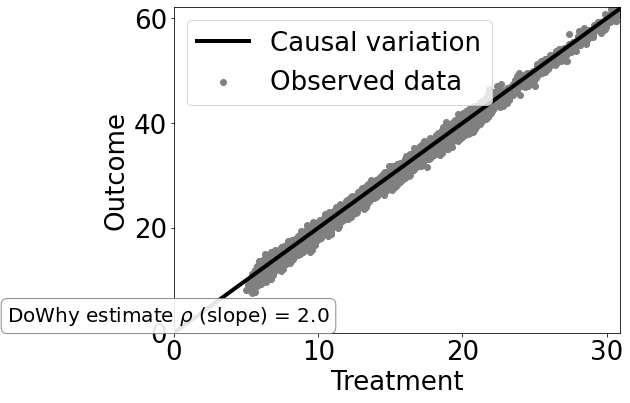 60
Causal variation
Observed data
40
Outcome
20
DoWhy estimate ρ (slope) = 2.0
0
0 10 20 30
Treatment